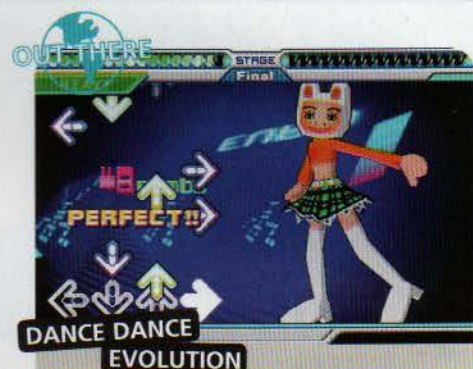 OUT THERE
STAGE
Final
PERFECT!!
DANCE DANCE
EVOLUTION